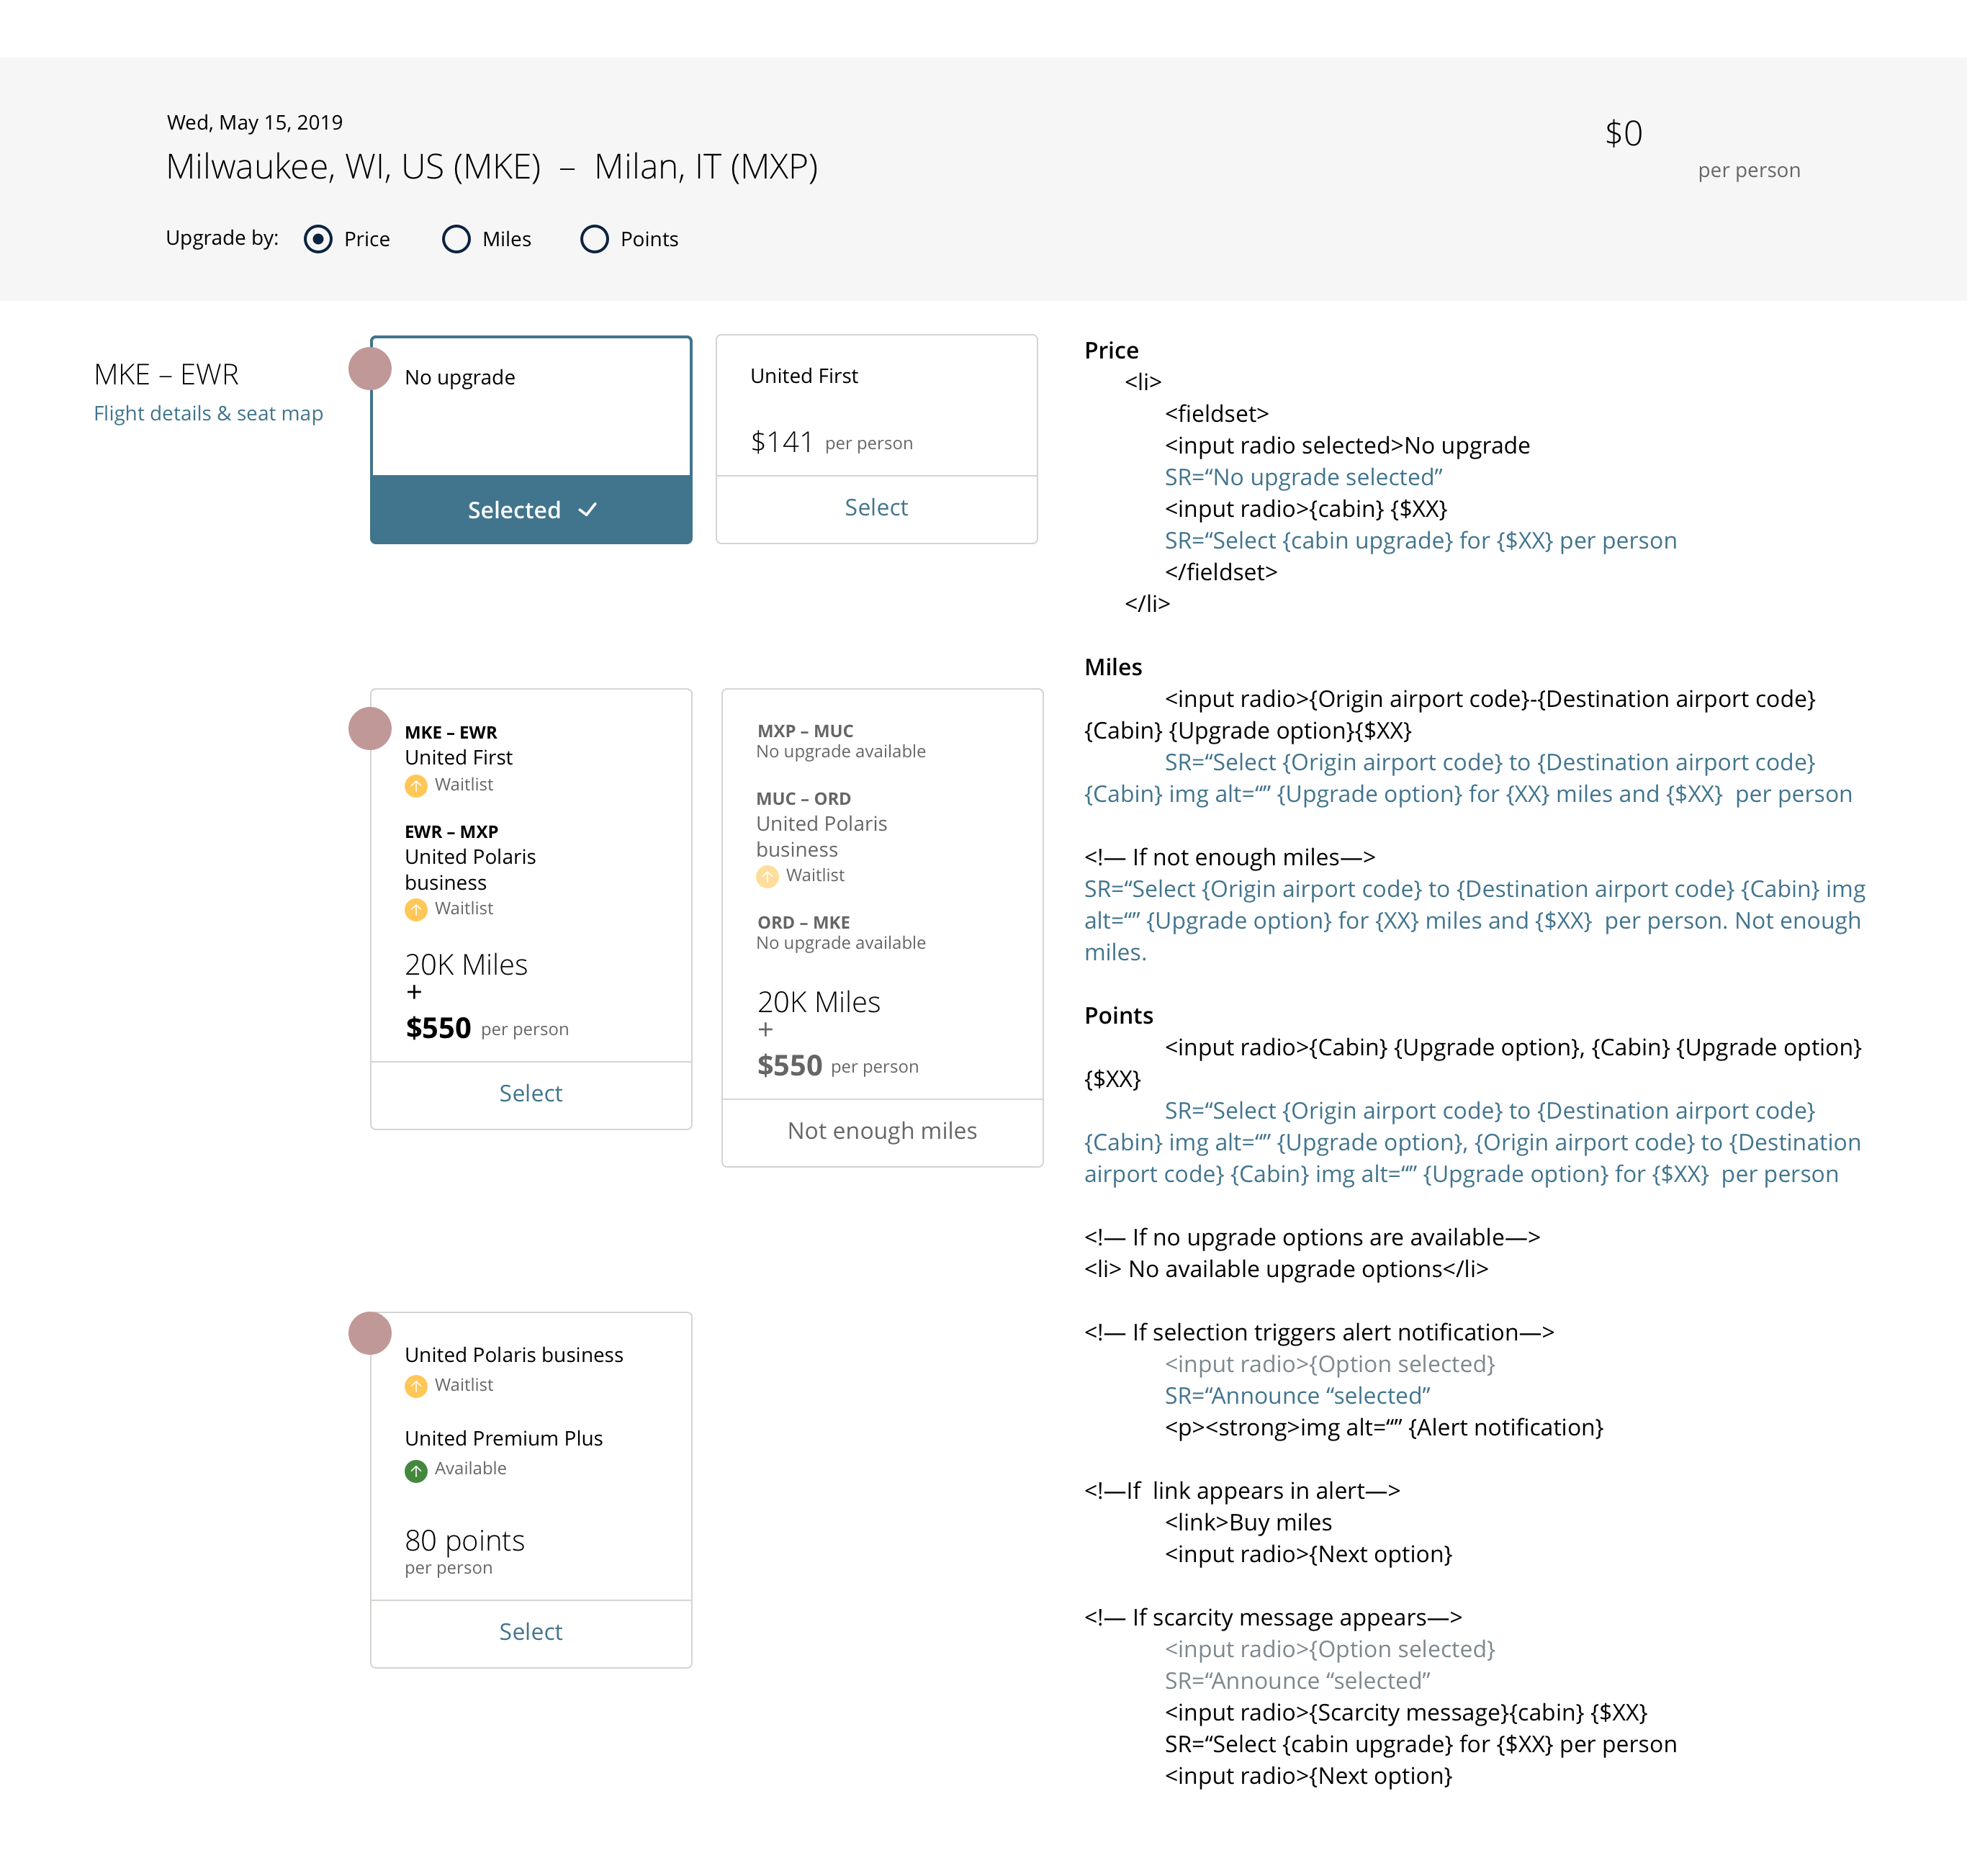 Wed, May 15, 2019
Milwaukee, WI, US (MKE) – Milan, IT (MXP)
$0
per person
Upgrade by: Price Miles Points
MKE – EWR
Flight details & seat map
No upgrade
Selected
United First
$141 per person
Select
MKE – EWR
United First
Waitlist
EWR – MXP
United Polaris
business
Waitlist
20K Miles
+
$550 per person
Select
MXP – MUC
No upgrade available
MUC – ORD
United Polaris
business
Waitlist
ORD – MKE
No upgrade available
20K Miles
+
$550 per person
Not enough miles
United Polaris business
Waitlist
United Premium Plus
Available
80 points
per person
Select
Price
<li>
<fieldset>
<input radio selected>No upgrade
SR=“No upgrade selected”
<input radio>{cabin} {$XX}
SR=“Select {cabin upgrade} for {$XX} per person
</fieldset>
</li>
Miles
<input radio>{Origin airport code}-{Destination airport code}
{Cabin} {Upgrade option}{$XX}
SR=“Select {Origin airport code} to {Destination airport code}
{Cabin} img alt=“” {Upgrade option} for {XX} miles and {$XX}  per person
<!— If not enough miles—>
SR=“Select {Origin airport code} to {Destination airport code} {Cabin} img
alt=“” {Upgrade option} for {XX} miles and {$XX}  per person. Not enough
miles.
Points
<input radio>{Cabin} {Upgrade option}, {Cabin} {Upgrade option}
{$XX}
SR=“Select {Origin airport code} to {Destination airport code}
{Cabin} img alt=“” {Upgrade option}, {Origin airport code} to {Destination
airport code} {Cabin} img alt=“” {Upgrade option} for {$XX}  per person
<!— If no upgrade options are available—>
<li> No available upgrade options</li>
<!— If selection triggers alert notification—>
<input radio>{Option selected}
SR=“Announce “selected”
<p><strong>img alt=“” {Alert notification}
<!—If  link appears in alert—>
<link>Buy miles
<input radio>{Next option}
<!— If scarcity message appears—>
<input radio>{Option selected}
SR=“Announce “selected”
<input radio>{Scarcity message}{cabin} {$XX}
SR=“Select {cabin upgrade} for {$XX} per person
<input radio>{Next option}